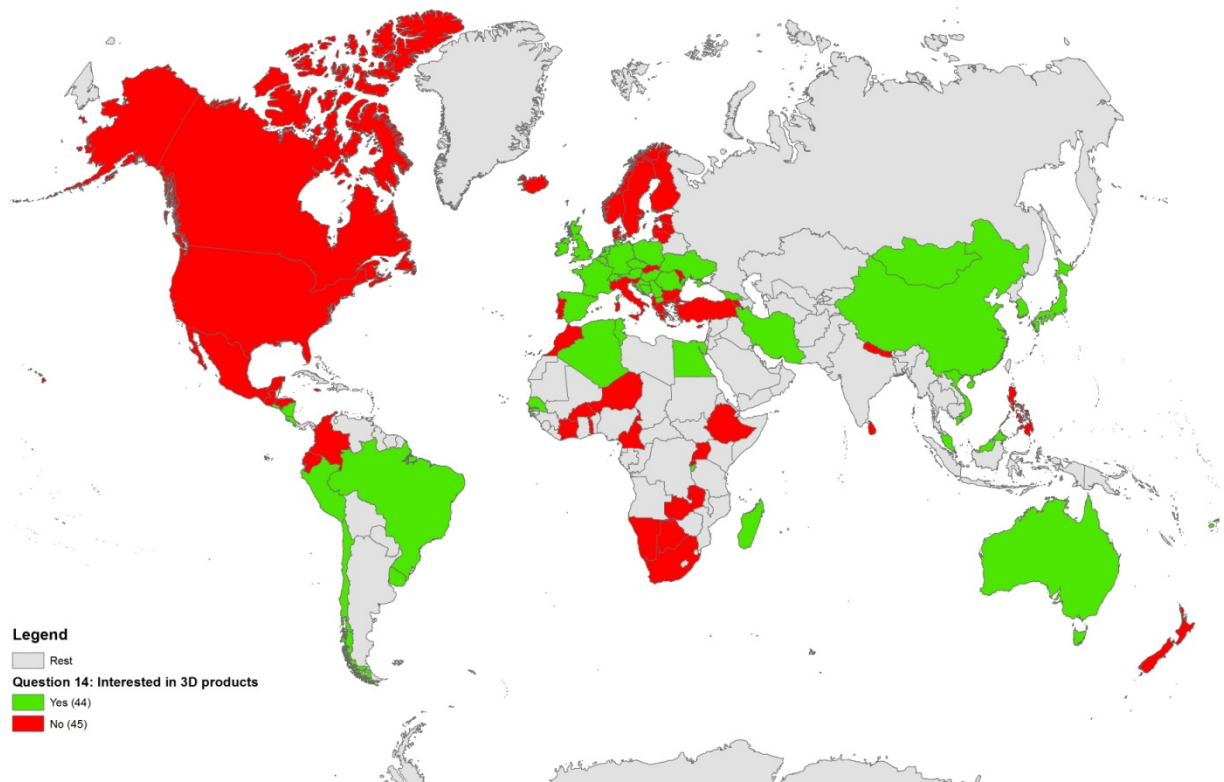 Legend
Rest
Question 14: Interested in 3D products
Yes (44)
No (45)